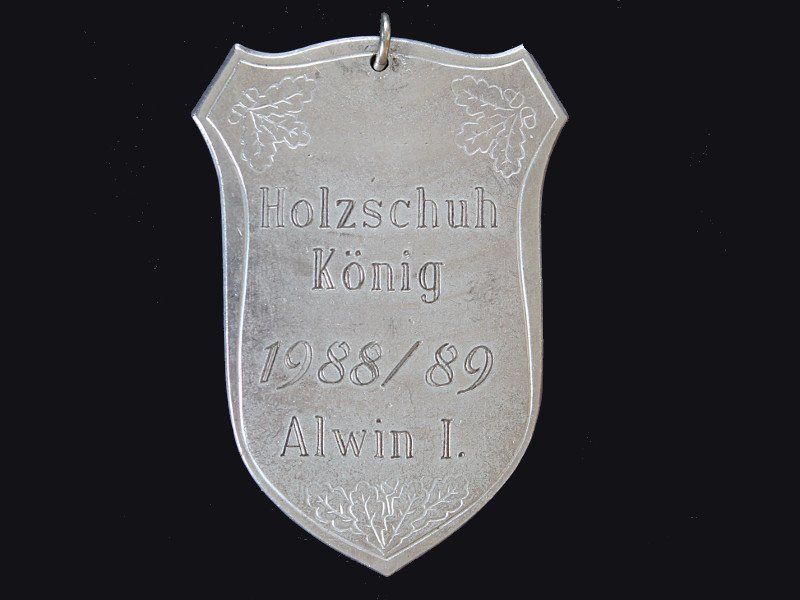 Holzschuh
König
1988/89
Alwin I.